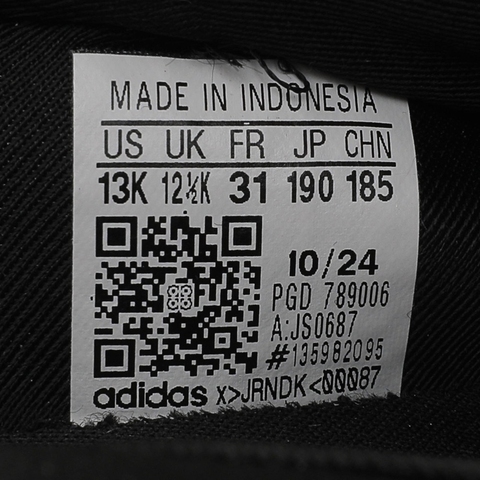 MADE IN INDONESIA
US UK FR JP CHN
13K 12½K 31 190 185
10/24
PGD 789006
A:JS0687
#135982095
adidas x>JRNDK<00087